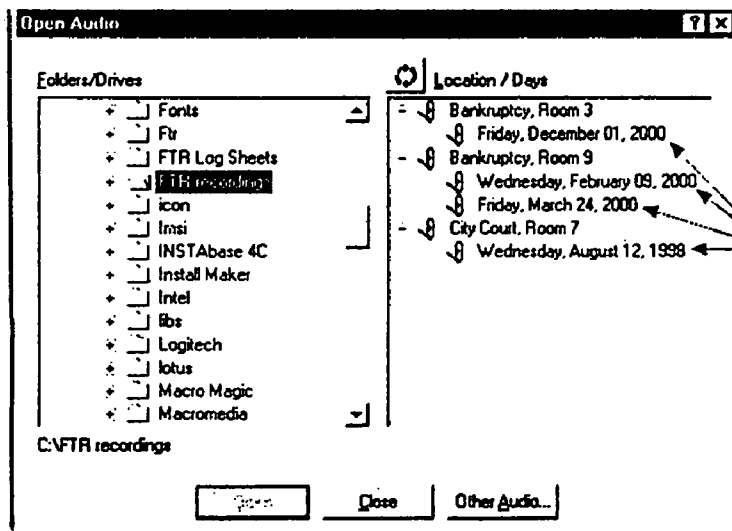 Open Audio
Folders/Drives
Fonts
Ftr
FTR Log Sheets
FTR recordings
icon
Imsi
INSTAbase 4C
Install Maker
Intel
libs
Logitech
lotus
Macro Magic
Macromedia
C:\FTR recordings
Location / Days
Bankruptcy, Room 3
Friday, December 01, 2000
Bankruptcy, Room 9
Wednesday, February 09, 2000
Friday, March 24, 2000
City Court, Room 7
Wednesday, August 12, 1998
Open
Close
Other Audio...